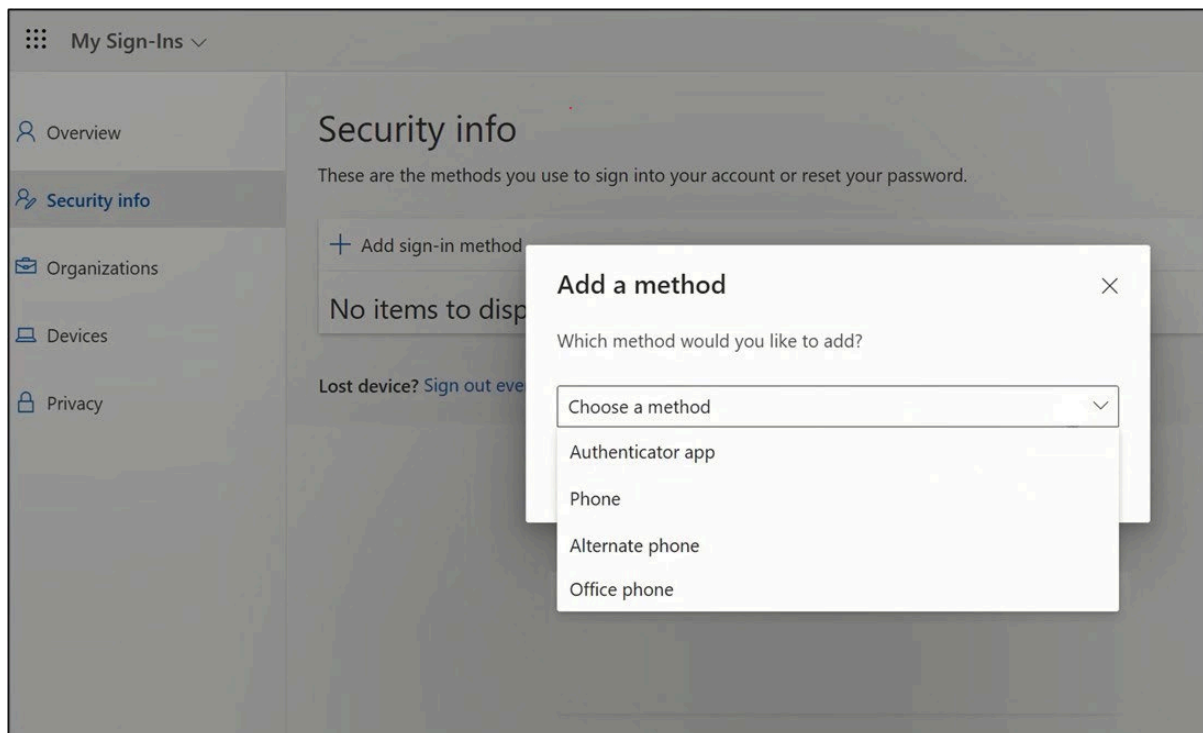 My Sign-Ins
Overview
Security info
Organizations
Devices
Privacy
Security info
These are the methods you use to sign into your account or reset your password.
Add sign-in method
No items to disp
Lost device? Sign out eve
Add a method
Which method would you like to add?
Choose a method
Authenticator app
Phone
Alternate phone
Office phone